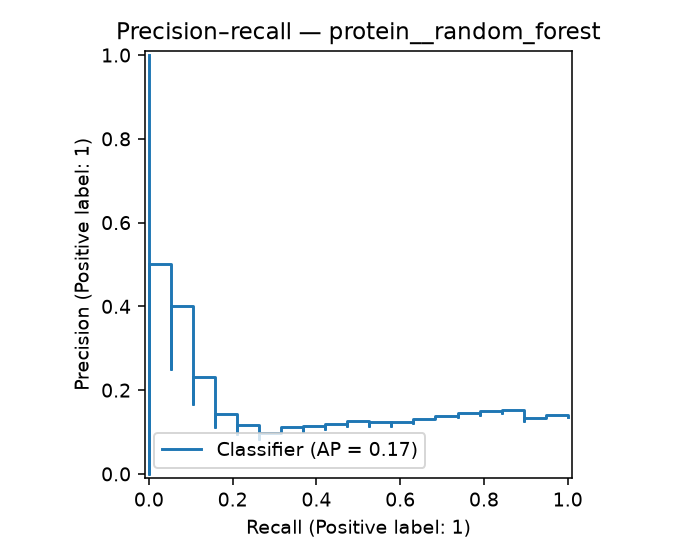 Precision–recall — protein__random_forest
Precision (Positive label: 1)
1.0
0.8
0.6
0.4
0.2
0.0
Classifier (AP = 0.17)
0.0 0.2 0.4 0.6 0.8 1.0
Recall (Positive label: 1)